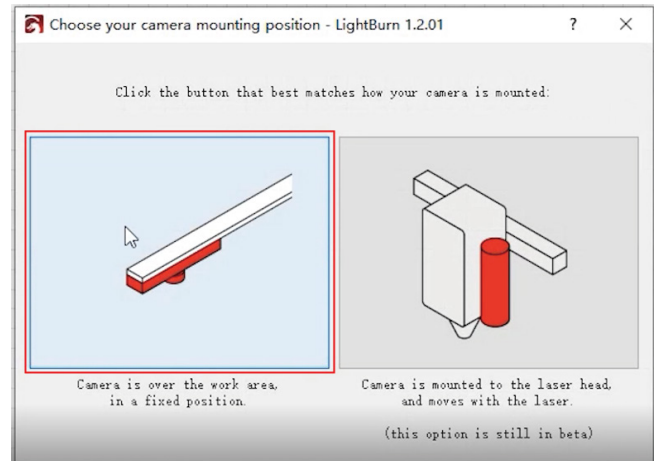 Choose your camera mounting position - LightBurn 1.2.01
Click the button that best matches how your camera is mounted:
Camera is over the work area,
in a fixed position.
Camera is mounted to the laser head,
and moves with the laser.
(this option is still in beta)